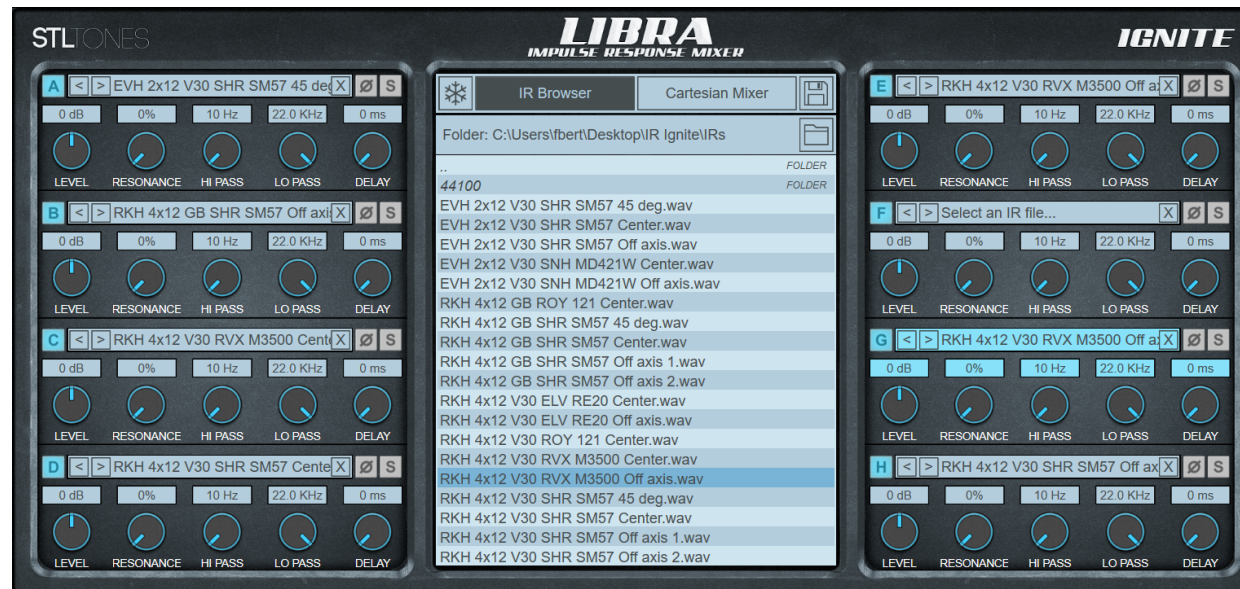 STLTONES
LIBRA
IMPULSE RESPONSE MIXER
IGNITE
A < > EVH 2x12 V30 SHR SM57 45 deg X Ø S
0 dB 0% 10 Hz 22.0 KHz 0 ms
LEVEL RESONANCE HI PASS LO PASS DELAY
B < > RKH 4x12 GB SHR SM57 Off axi X Ø S
0 dB 0% 10 Hz 22.0 KHz 0 ms
LEVEL RESONANCE HI PASS LO PASS DELAY
C < > RKH 4x12 V30 RVX M3500 Cent X Ø S
0 dB 0% 10 Hz 22.0 KHz 0 ms
LEVEL RESONANCE HI PASS LO PASS DELAY
D < > RKH 4x12 V30 SHR SM57 Cente X Ø S
0 dB 0% 10 Hz 22.0 KHz 0 ms
LEVEL RESONANCE HI PASS LO PASS DELAY
IR Browser Cartesian Mixer
Folder: C:\Users\fbert\Desktop\IR Ignite\IRs
.. FOLDER
44100 FOLDER
EVH 2x12 V30 SHR SM57 45 deg.wav
EVH 2x12 V30 SHR SM57 Center.wav
EVH 2x12 V30 SHR SM57 Off axis.wav
EVH 2x12 V30 SNH MD421W Center.wav
EVH 2x12 V30 SNH MD421W Off axis.wav
RKH 4x12 GB ROY 121 Center.wav
RKH 4x12 GB SHR SM57 45 deg.wav
RKH 4x12 GB SHR SM57 Center.wav
RKH 4x12 GB SHR SM57 Off axis 1.wav
RKH 4x12 GB SHR SM57 Off axis 2.wav
RKH 4x12 V30 ELV RE20 Center.wav
RKH 4x12 V30 ELV RE20 Off axis.wav
RKH 4x12 V30 ROY 121 Center.wav
RKH 4x12 V30 RVX M3500 Center.wav
RKH 4x12 V30 RVX M3500 Off axis.wav
RKH 4x12 V30 SHR SM57 45 deg.wav
RKH 4x12 V30 SHR SM57 Center.wav
RKH 4x12 V30 SHR SM57 Off axis 1.wav
RKH 4x12 V30 SHR SM57 Off axis 2.wav
E < > RKH 4x12 V30 RVX M3500 Off a X Ø S
0 dB 0% 10 Hz 22.0 KHz 0 ms
LEVEL RESONANCE HI PASS LO PASS DELAY
F < > Select an IR file... X Ø S
0 dB 0% 10 Hz 22.0 KHz 0 ms
LEVEL RESONANCE HI PASS LO PASS DELAY
G < > RKH 4x12 V30 RVX M3500 Off a X Ø S
0 dB 0% 10 Hz 22.0 KHz 0 ms
LEVEL RESONANCE HI PASS LO PASS DELAY
H < > RKH 4x12 V30 SHR SM57 Off ax X Ø S
0 dB 0% 10 Hz 22.0 KHz 0 ms
LEVEL RESONANCE HI PASS LO PASS DELAY